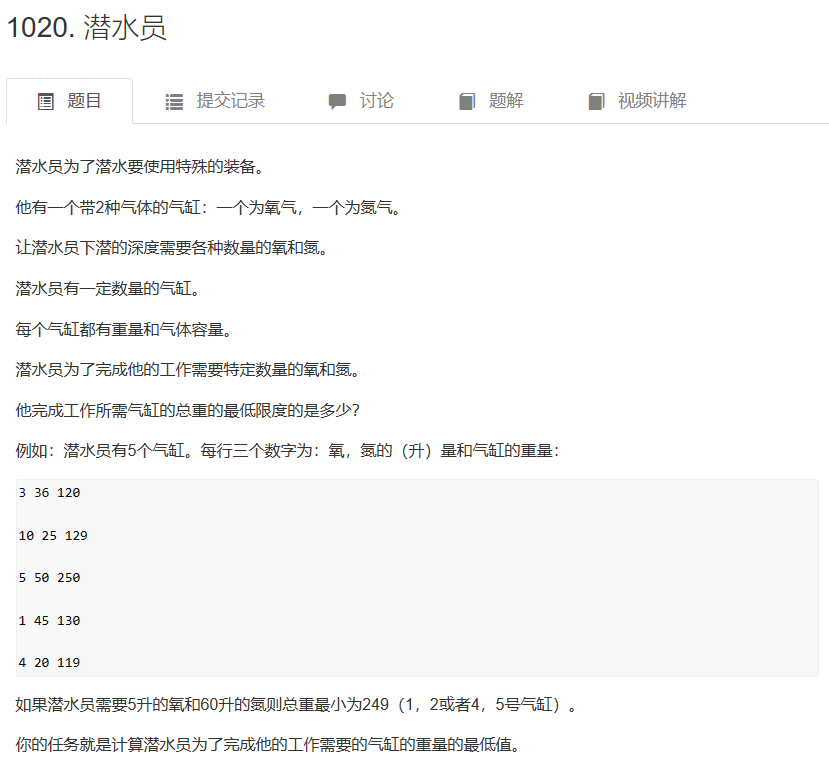 1020. 潜水员
题目 提交记录 讨论 题解 视频讲解
潜水员为了潜水要使用特殊的装备。
他有一个带2种气体的气缸：一个为氧气，一个为氮气。
让潜水员下潜的深度需要各种数量的氧和氮。
潜水员有一定数量的气缸。
每个气缸都有重量和气体容量。
潜水员为了完成他的工作需要特定数量的氧和氮。
他完成工作所需气缸的总重的最低限度的是多少？
例如：潜水员有5个气缸。每行三个数字为：氧，氮的（升）量和气缸的重量：
3 36 120
10 25 129
5 50 250
1 45 130
4 20 119
如果潜水员需要5升的氧和60升的氮则总重最小为249（1，2或者4，5号气缸）。
你的任务就是计算潜水员为了完成他的工作需要的气缸的重量的最低值。